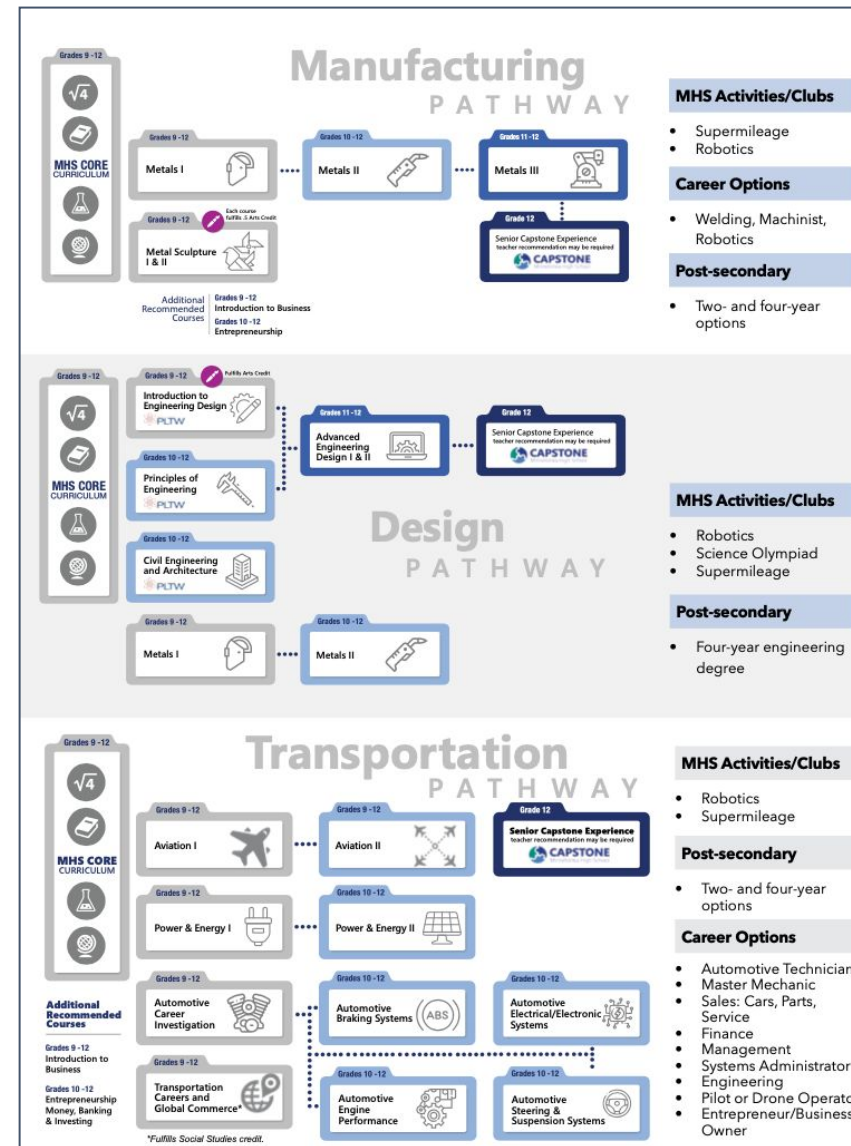 Manufacturing
PATHWAY
Grades 9 -12
√4
MHS CORE
CURRICULUM
Grades 9 -12
Metals I
Grades 10 -12
Metals II
Grades 11 -12
Metals III
Grades 9 -12
Each course
fulfills .5 Arts Credit
Metal Sculpture
I & II
Grade 12
Senior Capstone Experience
teacher recommendation may be required
CAPSTONE
Additional
Recommended
Courses
Grades 9 -12
Introduction to Business
Grades 10 -12
Entrepreneurship
MHS Activities/Clubs
• Supermileage
• Robotics
Career Options
• Welding, Machinist,
Robotics
Post-secondary
• Two- and four-year
options
Grades 9 -12
√4
MHS CORE
CURRICULUM
Grades 9 -12
Fulfills Arts Credit
Introduction to
Engineering Design
PLTW
Grades 10 -12
Principles of
Engineering
PLTW
Grades 10 -12
Civil Engineering
and Architecture
PLTW
Grades 11 -12
Advanced
Engineering
Design I & II
Grade 12
Senior Capstone Experience
teacher recommendation may be required
CAPSTONE
Design
PATHWAY
Grades 9 -12
Metals I
Grades 10 -12
Metals II
MHS Activities/Clubs
• Robotics
• Science Olympiad
• Supermileage
Post-secondary
• Four-year engineering
degree
Transportation
PATHWAY
Grades 9 -12
√4
MHS CORE
CURRICULUM
Grades 9 -12
Aviation I
Grades 9 -12
Aviation II
Grade 12
Senior Capstone Experience
teacher recommendation may be required
CAPSTONE
Grades 9 -12
Power & Energy I
Grades 10 -12
Power & Energy II
Grades 9 -12
Automotive
Career
Investigation
Grades 10 -12
Automotive
Braking Systems
ABS
Grades 10 -12
Automotive
Electrical/Electronic
Systems
Grades 9 -12
Transportation
Careers and
Global Commerce*
Grades 10 -12
Automotive
Engine
Performance
Grades 10 -12
Automotive
Steering &
Suspension Systems
*Fulfills Social Studies credit.
Additional
Recommended
Courses
Grades 9 -12
Introduction to
Business
Grades 10 -12
Entrepreneurship
Money, Banking
& Investing
MHS Activities/Clubs
• Robotics
• Supermileage
Post-secondary
• Two- and four-year
options
Career Options
• Automotive Technician
• Master Mechanic
• Sales: Cars, Parts,
Service
• Finance
• Management
• Systems Administrator
• Engineering
• Pilot or Drone Operato
• Entrepreneur/Business
Owner